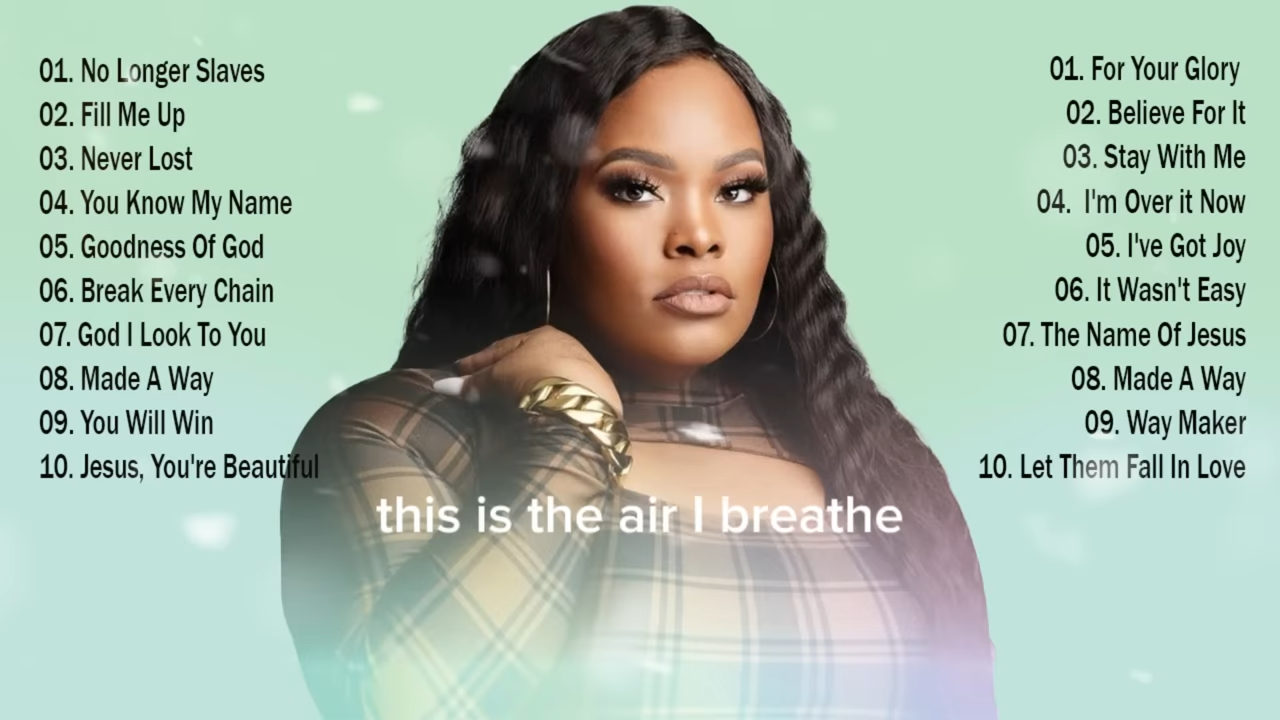 01. No Longer Slaves
02. Fill Me Up
03. Never Lost
04. You Know My Name
05. Goodness Of God
06. Break Every Chain
07. God I Look To You
08. Made A Way
09. You Will Win
10. Jesus, You're Beautiful
01. For Your Glory
02. Believe For It
03. Stay With Me
04. I'm Over it Now
05. I've Got Joy
06. It Wasn't Easy
07. The Name Of Jesus
08. Made A Way
09. Way Maker
10. Let Them Fall In Love
this is the air I breathe